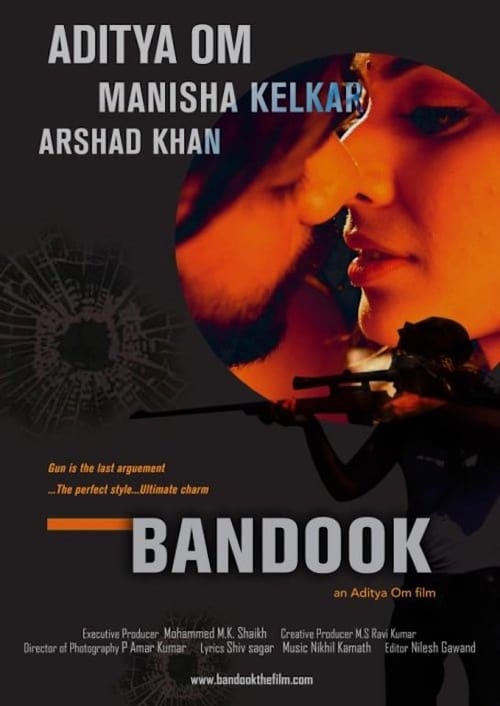 ADITYA OM
MANISHA KELKAR
ARSHAD KHAN
Gun is the last arguement
...The perfect style...Ultimate charm
BANDOOK
an Aditya Om film
Executive Producer Mohammed M.K. Shaikh Creative Producer M.S Ravi Kumar
Director of Photography P Amar Kumar Lyrics Shiv sagar Music Nikhil Kamath Editor Nilesh Gawand
www.bandookthefilm.com